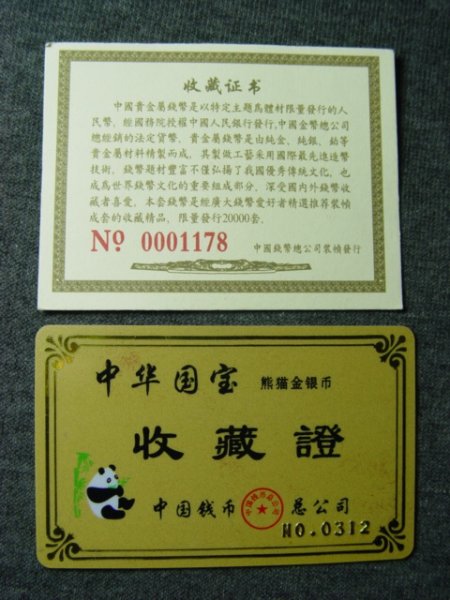 收藏证书
中國貴金屬錢幣是以特定主題爲體材限量發行的人
民幣，經國務院授權中國人民銀行發行，中國金幣總公司
總經銷的法定貨幣，貴金屬錢幣是由純金、純銀、鉑等
貴金屬材料精製而成，其製做工藝采用國際最先進造幣
技術，錢幣題材豐富不僅弘揚了我國優秀傳統文化，也
成爲世界錢幣文化的重要組成部分，深受國内外錢幣收藏
者喜愛，本套錢幣是經廣大錢幣愛好者精選推荐裝幀
成套的收藏精品，限量發行20000套．
Nº 0001178 中國錢幣總公司裝幀發行
中华国宝 熊猫金银币
收藏證
中国钱币 总公司
NO.0312